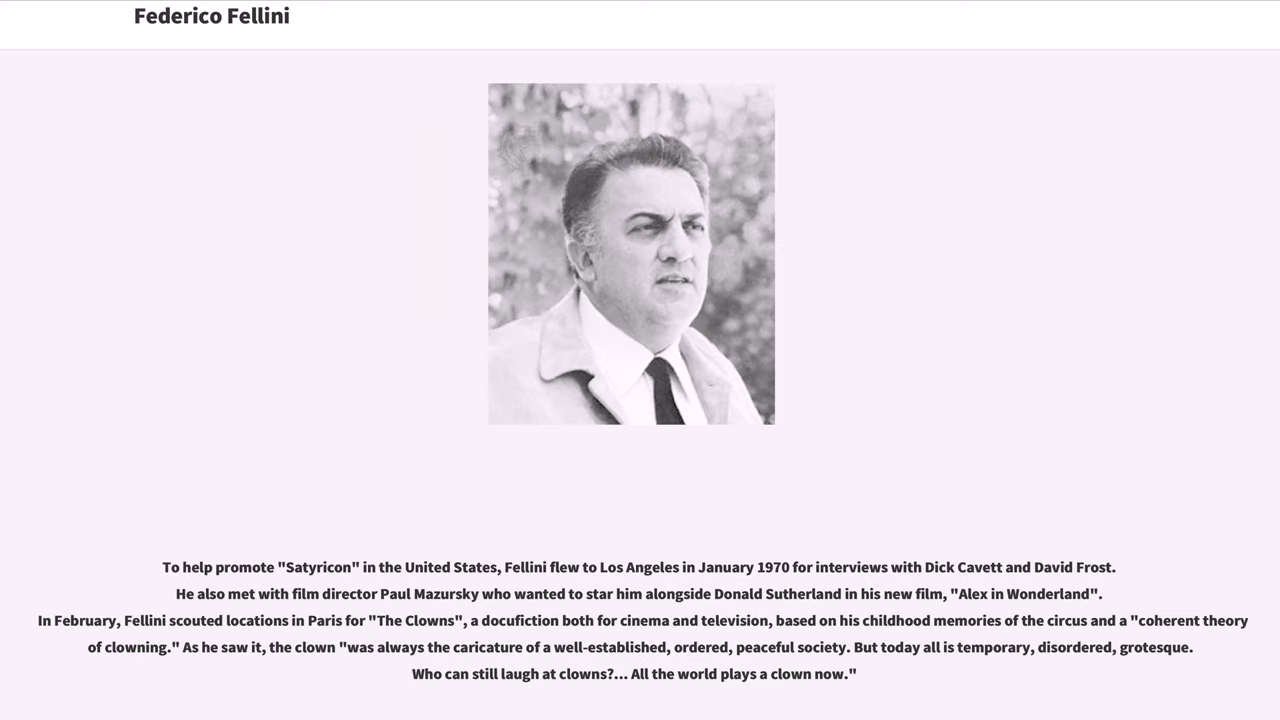 Federico Fellini
To help promote "Satyricon" in the United States, Fellini flew to Los Angeles in January 1970 for interviews with Dick Cavett and David Frost.
He also met with film director Paul Mazursky who wanted to star him alongside Donald Sutherland in his new film, "Alex in Wonderland".
In February, Fellini scouted locations in Paris for "The Clowns", a docufiction both for cinema and television, based on his childhood memories of the circus and a "coherent theory
of clowning." As he saw it, the clown "was always the caricature of a well-established, ordered, peaceful society. But today all is temporary, disordered, grotesque.
Who can still laugh at clowns?... All the world plays a clown now."